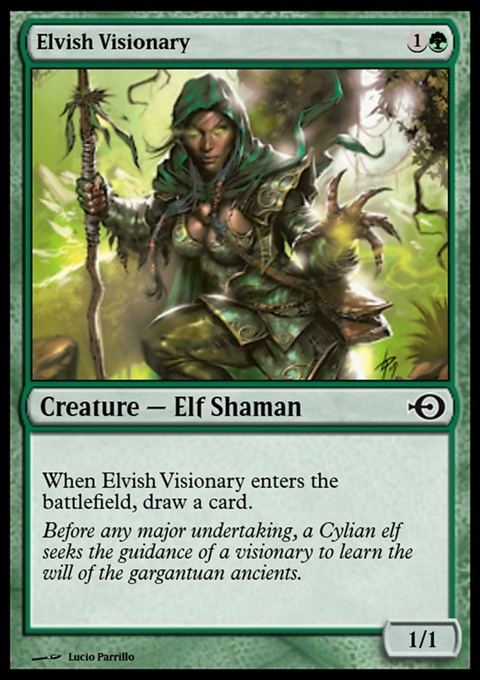 Elvish Visionary 1
Creature — Elf Shaman
When Elvish Visionary enters the
battlefield, draw a card.
Before any major undertaking, a Cylian elf
seeks the guidance of a visionary to learn the
will of the gargantuan ancients.
1/1
Lucio Parrillo